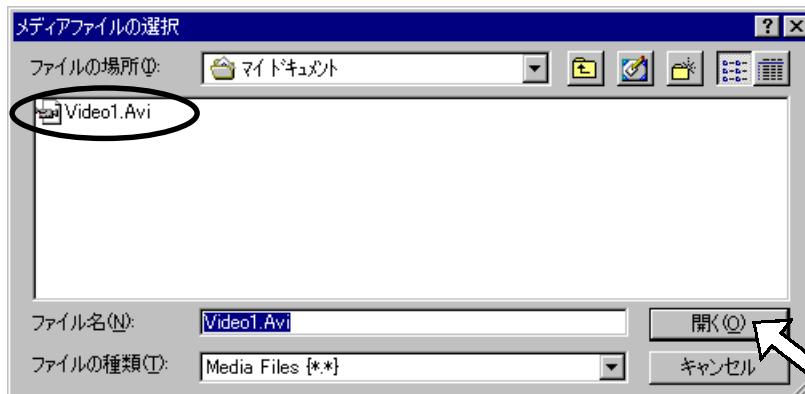 メディアファイルの選択
ファイルの場所(I):
マイ ドキュメント
Video1.Avi
ファイル名(N):
Video1.Avi
開く(O)
ファイルの種類(T):
Media Files {*.*}
キャンセル